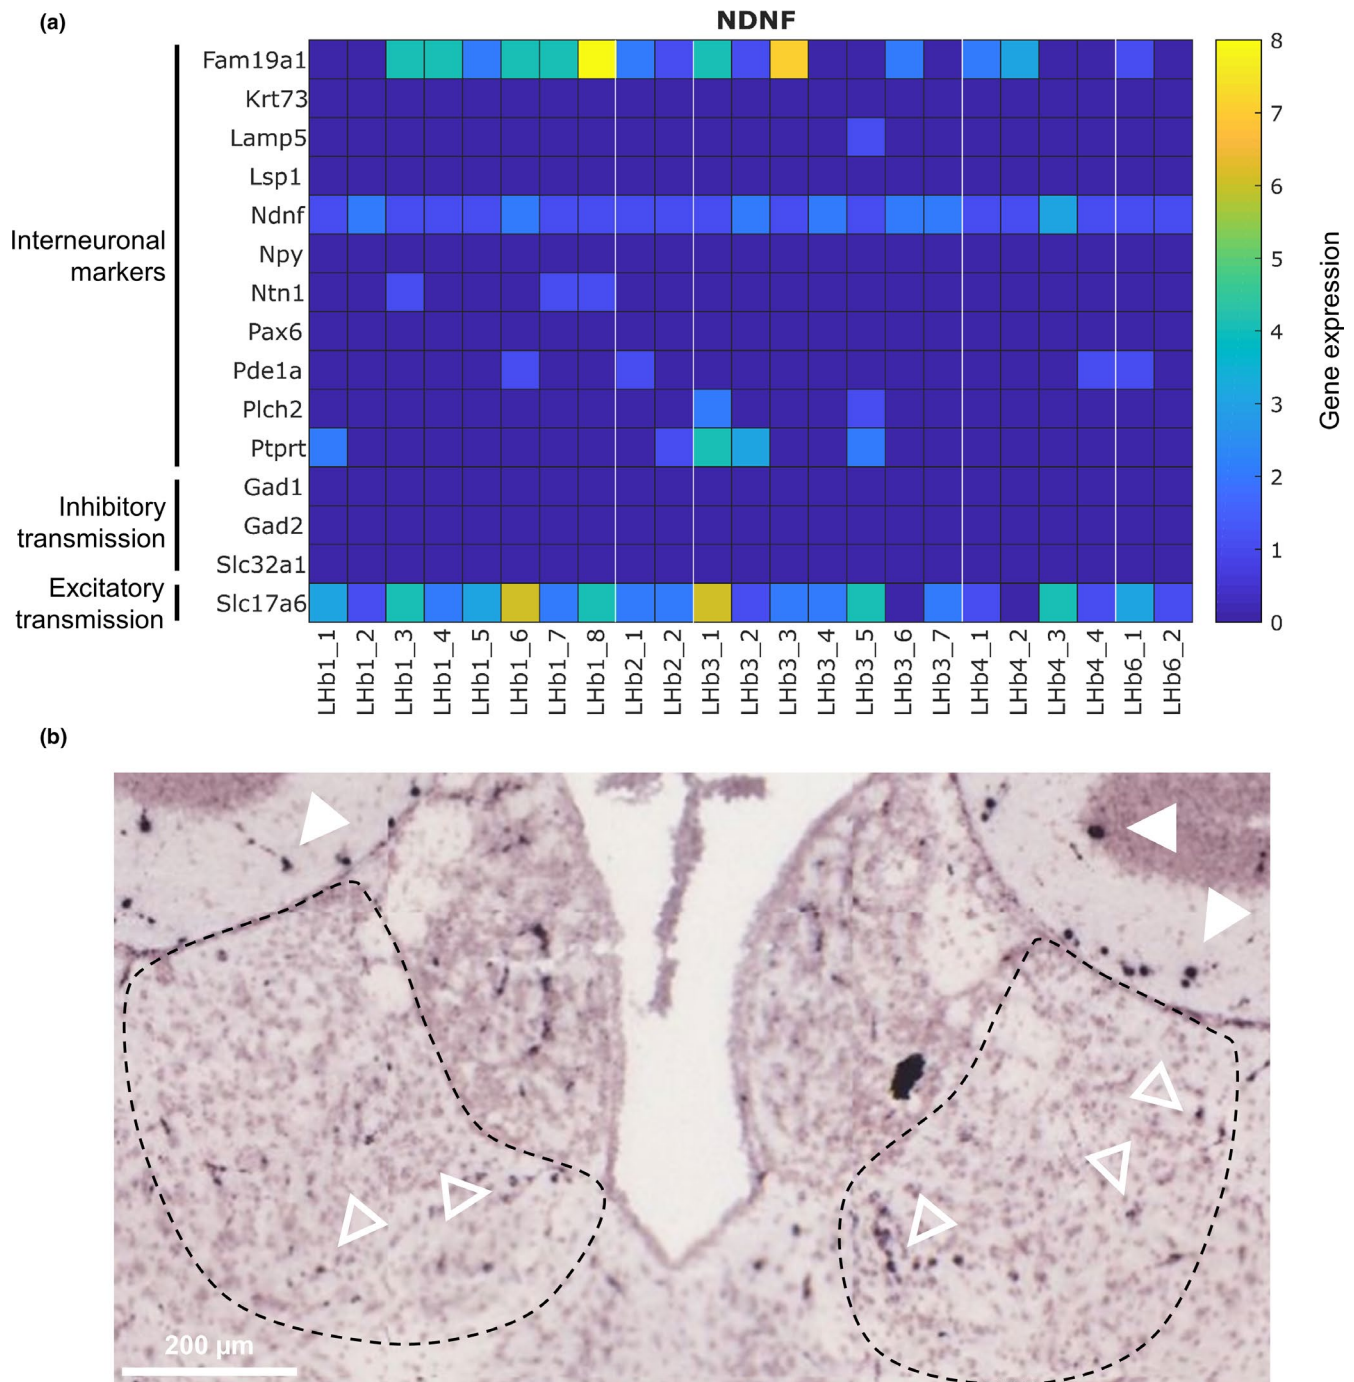 (a)
NDNF
Interneuronal
markers
Inhibitory
transmission
Excitatory
transmission
Fam19a1
Krt73
Lamp5
Lsp1
Ndnf
Npy
Ntn1
Pax6
Pde1a
Plch2
Ptprt
Gad1
Gad2
Slc32a1
Slc17a6
LHb1_1
LHb1_2
LHb1_3
LHb1_4
LHb1_5
LHb1_6
LHb1_7
LHb1_8
LHb2_1
LHb2_2
LHb3_1
LHb3_2
LHb3_3
LHb3_4
LHb3_5
LHb3_6
LHb3_7
LHb4_1
LHb4_2
LHb4_3
LHb4_4
LHb6_1
LHb6_2
8
7
6
5
4
3
2
1
0
Gene expression
(b)
200 µm